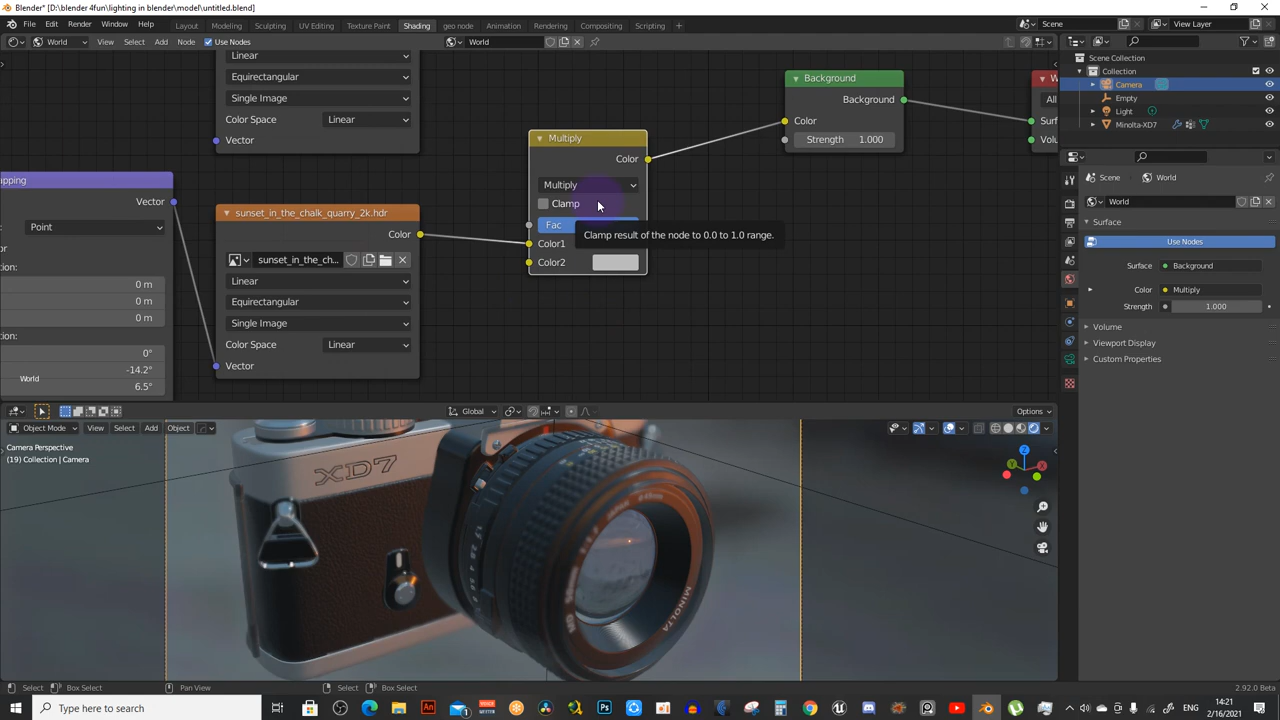 Blender* [D:\blender 4fun\lighting in blender\model\untitled.blend]
File Edit Render Window Help Layout Modeling Sculpting UV Editing Texture Paint Shading geo node Animation Rendering Compositing Scripting + Scene View Layer
World View Select Add Node Use Nodes World
Linear
Equirectangular
Single Image
Color Space Linear
Vector
apping
Vector
Point
0 m
0 m
0 m
otion:
0°
-14.2°
6.5°
World
sunset_in_the_chalk_quarry_2k.hdr
Color
sunset_in_th_ch...
Linear
Equirectangular
Single Image
Color Space Linear
Vector
Multiply
Color
Multiply
Clamp
Fac
Clamp result of the node to 0.0 to 1.0 range.
Color1
Color2
Background
Background
Color
Strength 1.000
W
All
Surf
Volu
Scene Collection
Collection
Camera
Empty
Light
Minolta-XD7
Scene World
World
Surface
Use Nodes
Surface Background
Color Multiply
Strength 1.000
Volume
Viewport Display
Custom Properties
Global Options
Object Mode View Select Add Object
Camera Perspective
(19) Collection | Camera
XD7
JAPAN
MINOLTA
Z
Y
X
Select Box Select Pan View Select Box Select 2.92.0 Beta
Type here to search
14:21
2/16/2021